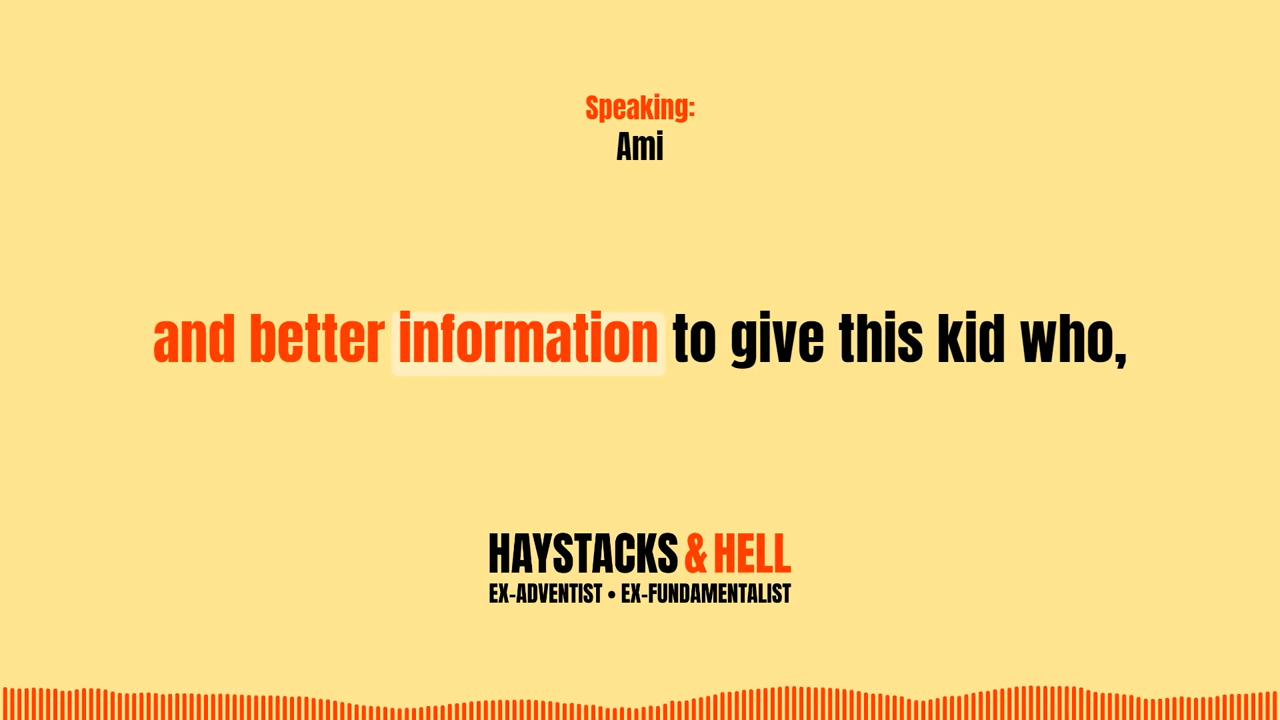 Speaking:
Ami
and better information to give this kid who,
HAYSTACKS & HELL
EX-ADVENTIST • EX-FUNDAMENTALIST